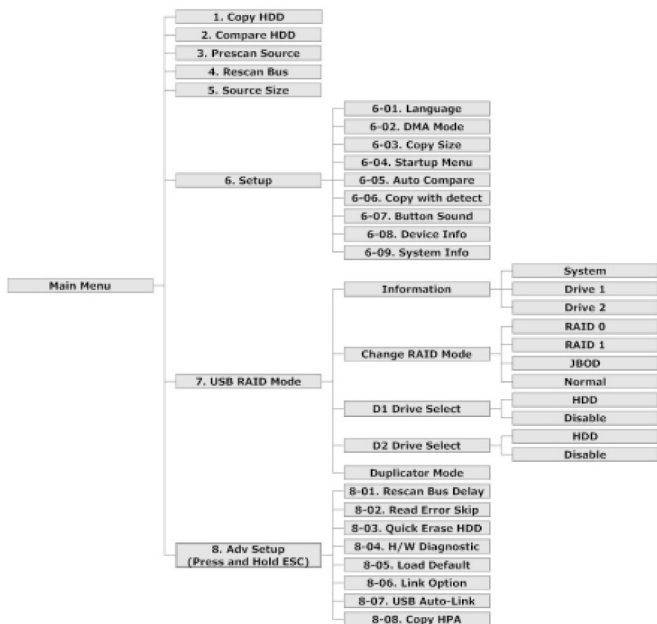 Main Menu
1. Copy HDD
2. Compare HDD
3. Prescan Source
4. Rescan Bus
5. Source Size
6. Setup
6-01. Language
6-02. DMA Mode
6-03. Copy Size
6-04. Startup Menu
6-05. Auto Compare
6-06. Copy with detect
6-07. Button Sound
6-08. Device Info
6-09. System Info
7. USB RAID Mode
Information
System
Drive 1
Drive 2
Change RAID Mode
RAID 0
RAID 1
JBOD
Normal
D1 Drive Select
HDD
Disable
D2 Drive Select
HDD
Disable
Duplicator Mode
8. Adv Setup
(Press and Hold ESC)
8-01. Rescan Bus Delay
8-02. Read Error Skip
8-03. Quick Erase HDD
8-04. H/W Diagnostic
8-05. Load Default
8-06. Link Option
8-07. USB Auto-Link
8-08. Copy HPA